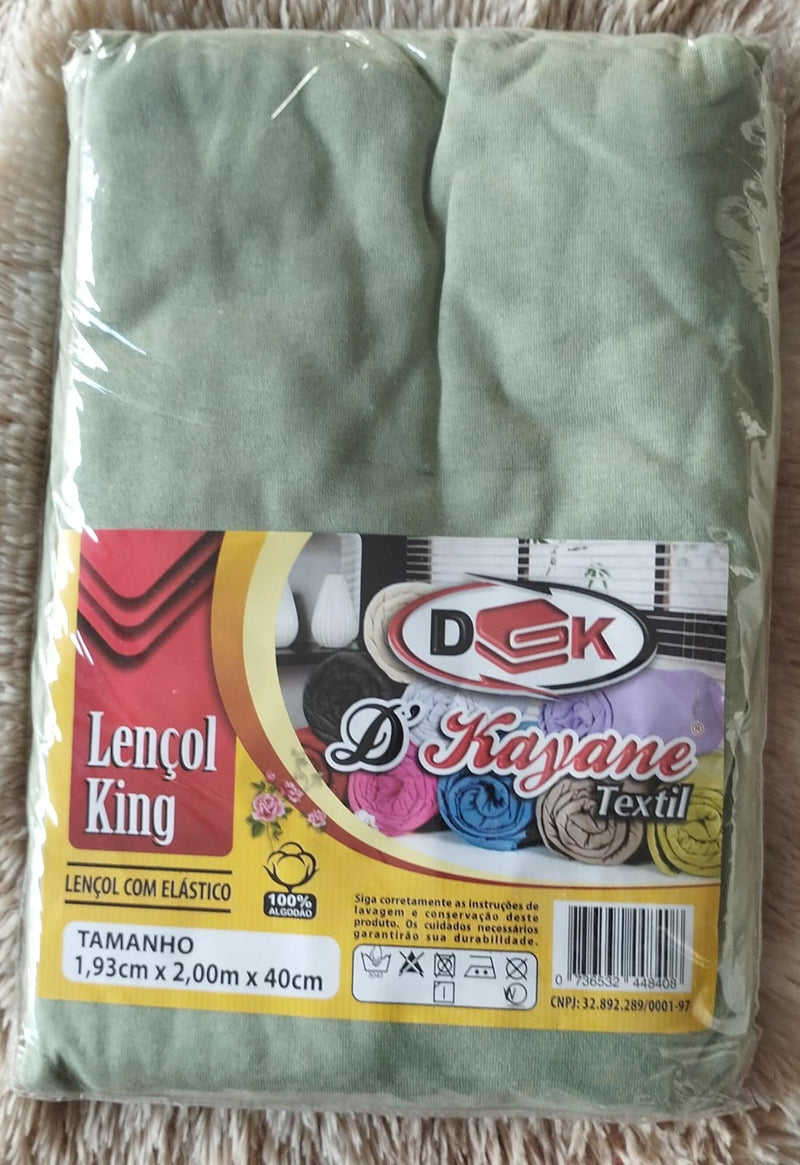 DGK
D' Kayane ®
Textil
Lençol
King
LENÇOL COM ELÁSTICO
100%
ALGODÃO
TAMANHO
1,93cm x 2,00m x 40cm
Siga corretamente as instruções de
lavagem e conservação deste
produto. Os cuidados necessários
garantirão sua durabilidade.
0 736532 448408
CNPJ: 32.892.289/0001-97